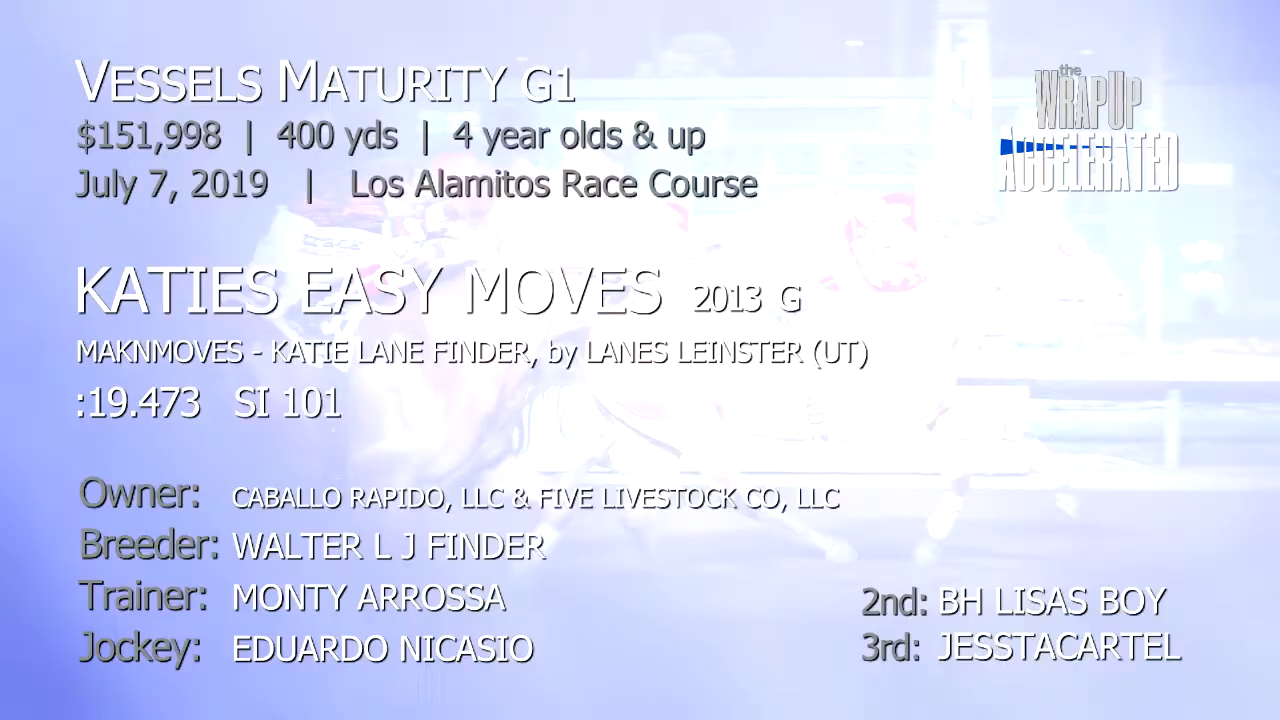 VESSELS MATURITY G1
$151,998 | 400 yds | 4 year olds & up
July 7, 2019 | Los Alamitos Race Course
the
WRAPUP
ACCELERATED
KATIES EASY MOVES 2013 G
MAKNMOVES - KATIE LANE FINDER, by LANES LEINSTER (UT)
:19.473 SI 101
Owner: CABALLO RAPIDO, LLC & FIVE LIVESTOCK CO, LLC
Breeder: WALTER L J FINDER
Trainer: MONTY ARROSSA
Jockey: EDUARDO NICASIO
2nd: BH LISAS BOY
3rd: JESSTACARTEL